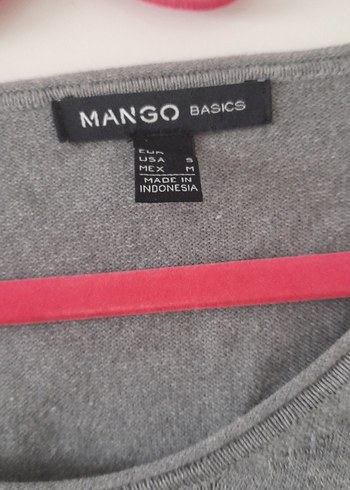 MANGO BASICS
EUR
USA S
MEX M
MADE IN
INDONESIA